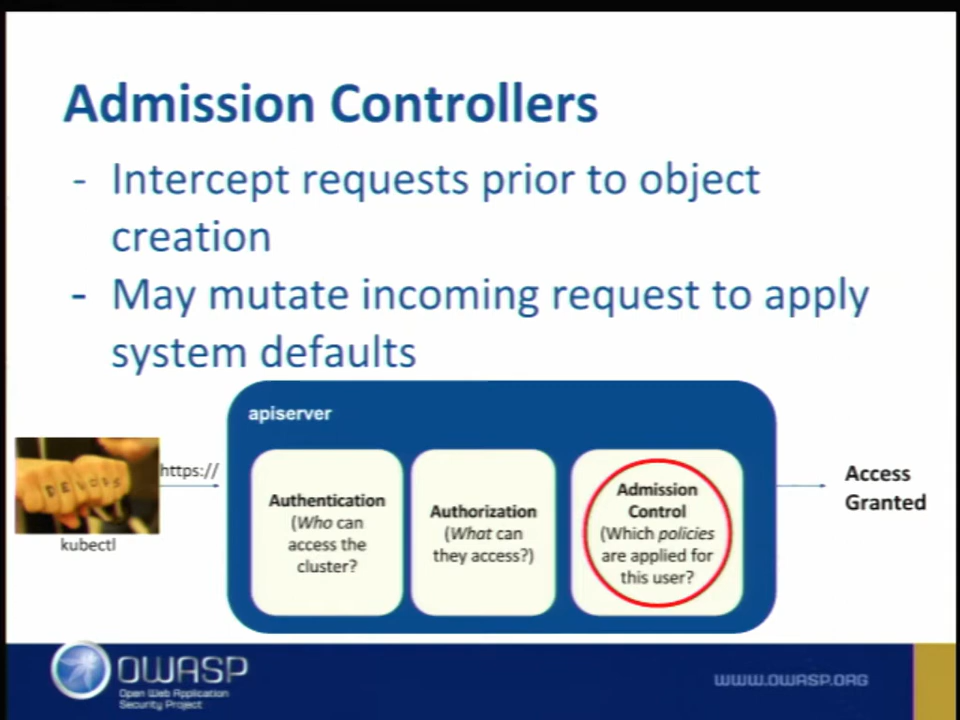 Admission Controllers
- Intercept requests prior to object
creation
- May mutate incoming request to apply
system defaults
apiserver
https://
kubectl
Authentication
(Who can
access the
cluster?
Authorization
(What can
they access?)
Admission
Control
(Which policies
are applied for
this user?
Access
Granted
OWASP
Open Web Application
Security Project
WWW.OWASP.ORG